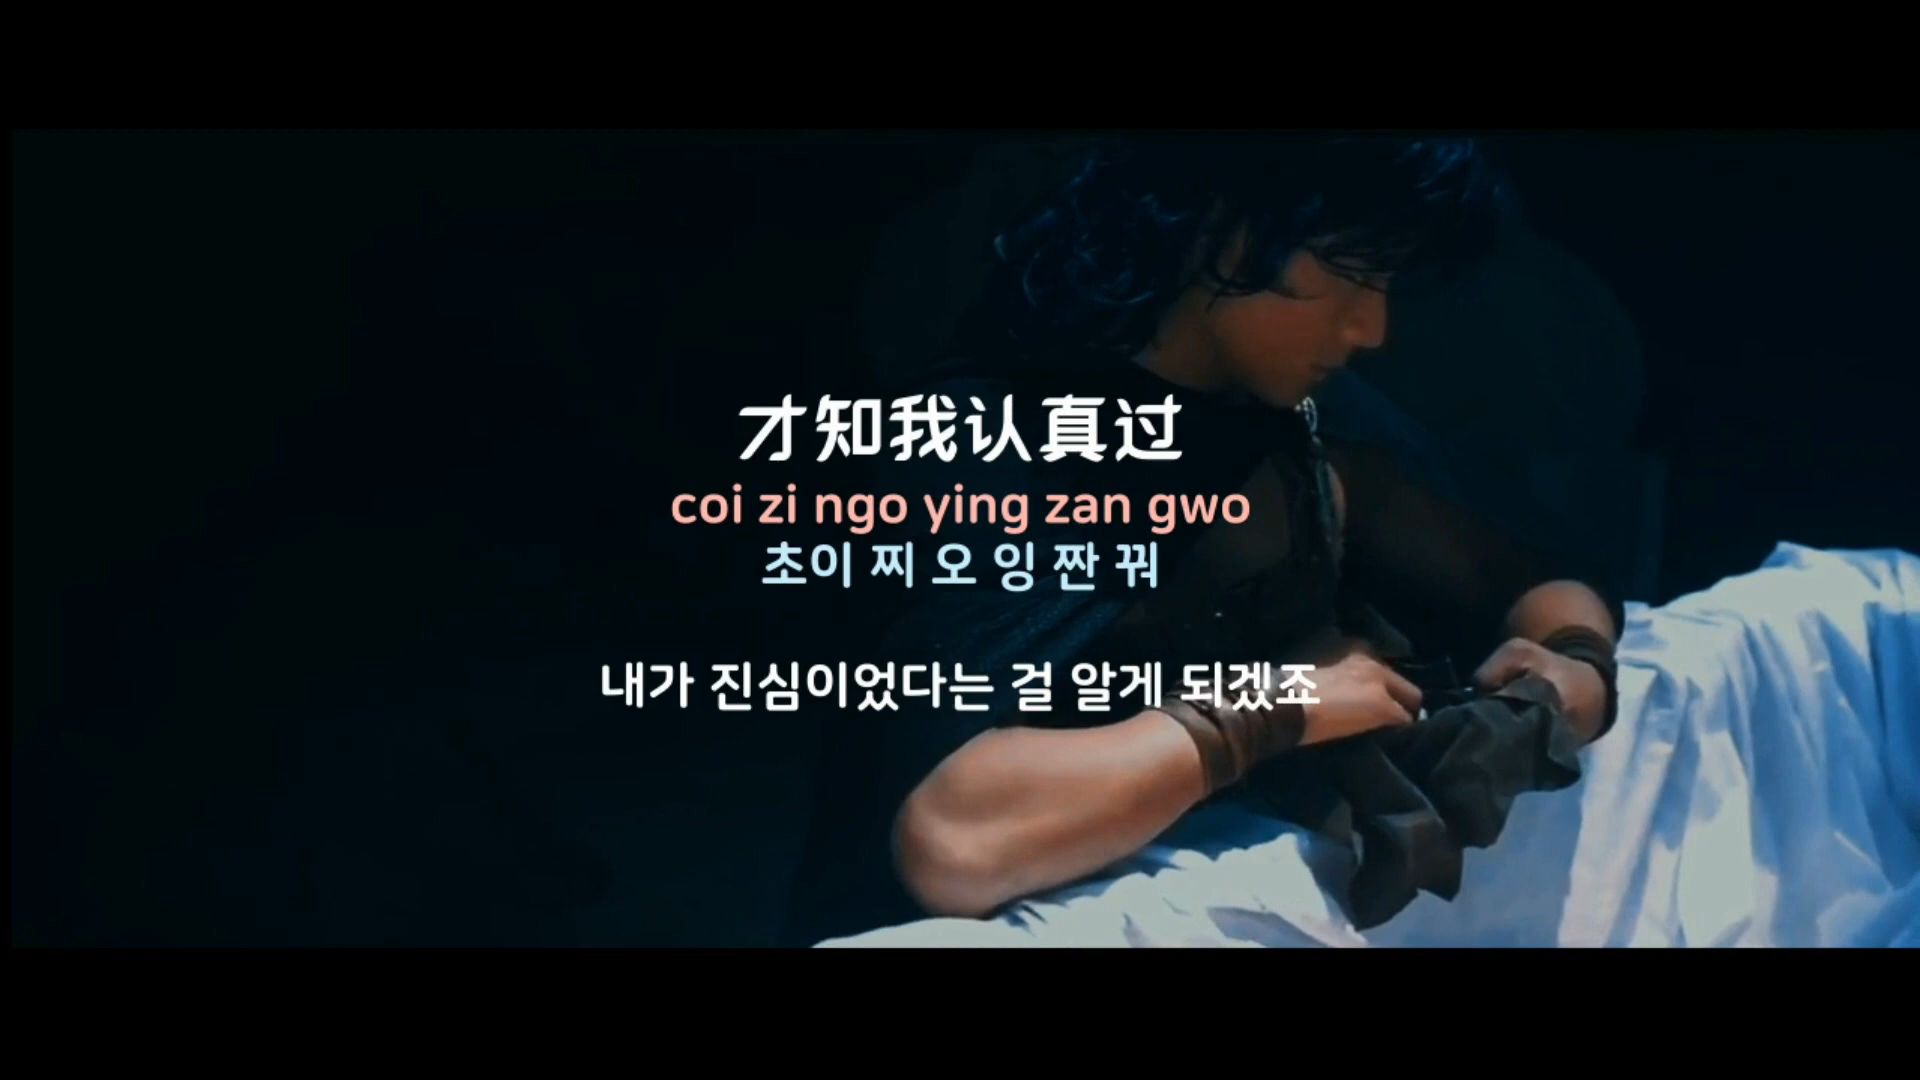 才知我认真过
coi zi ngo ying zan gwo
초이 찌 오 잉 짠 꿔
내가 진심이었다는 걸 알게 되겠죠